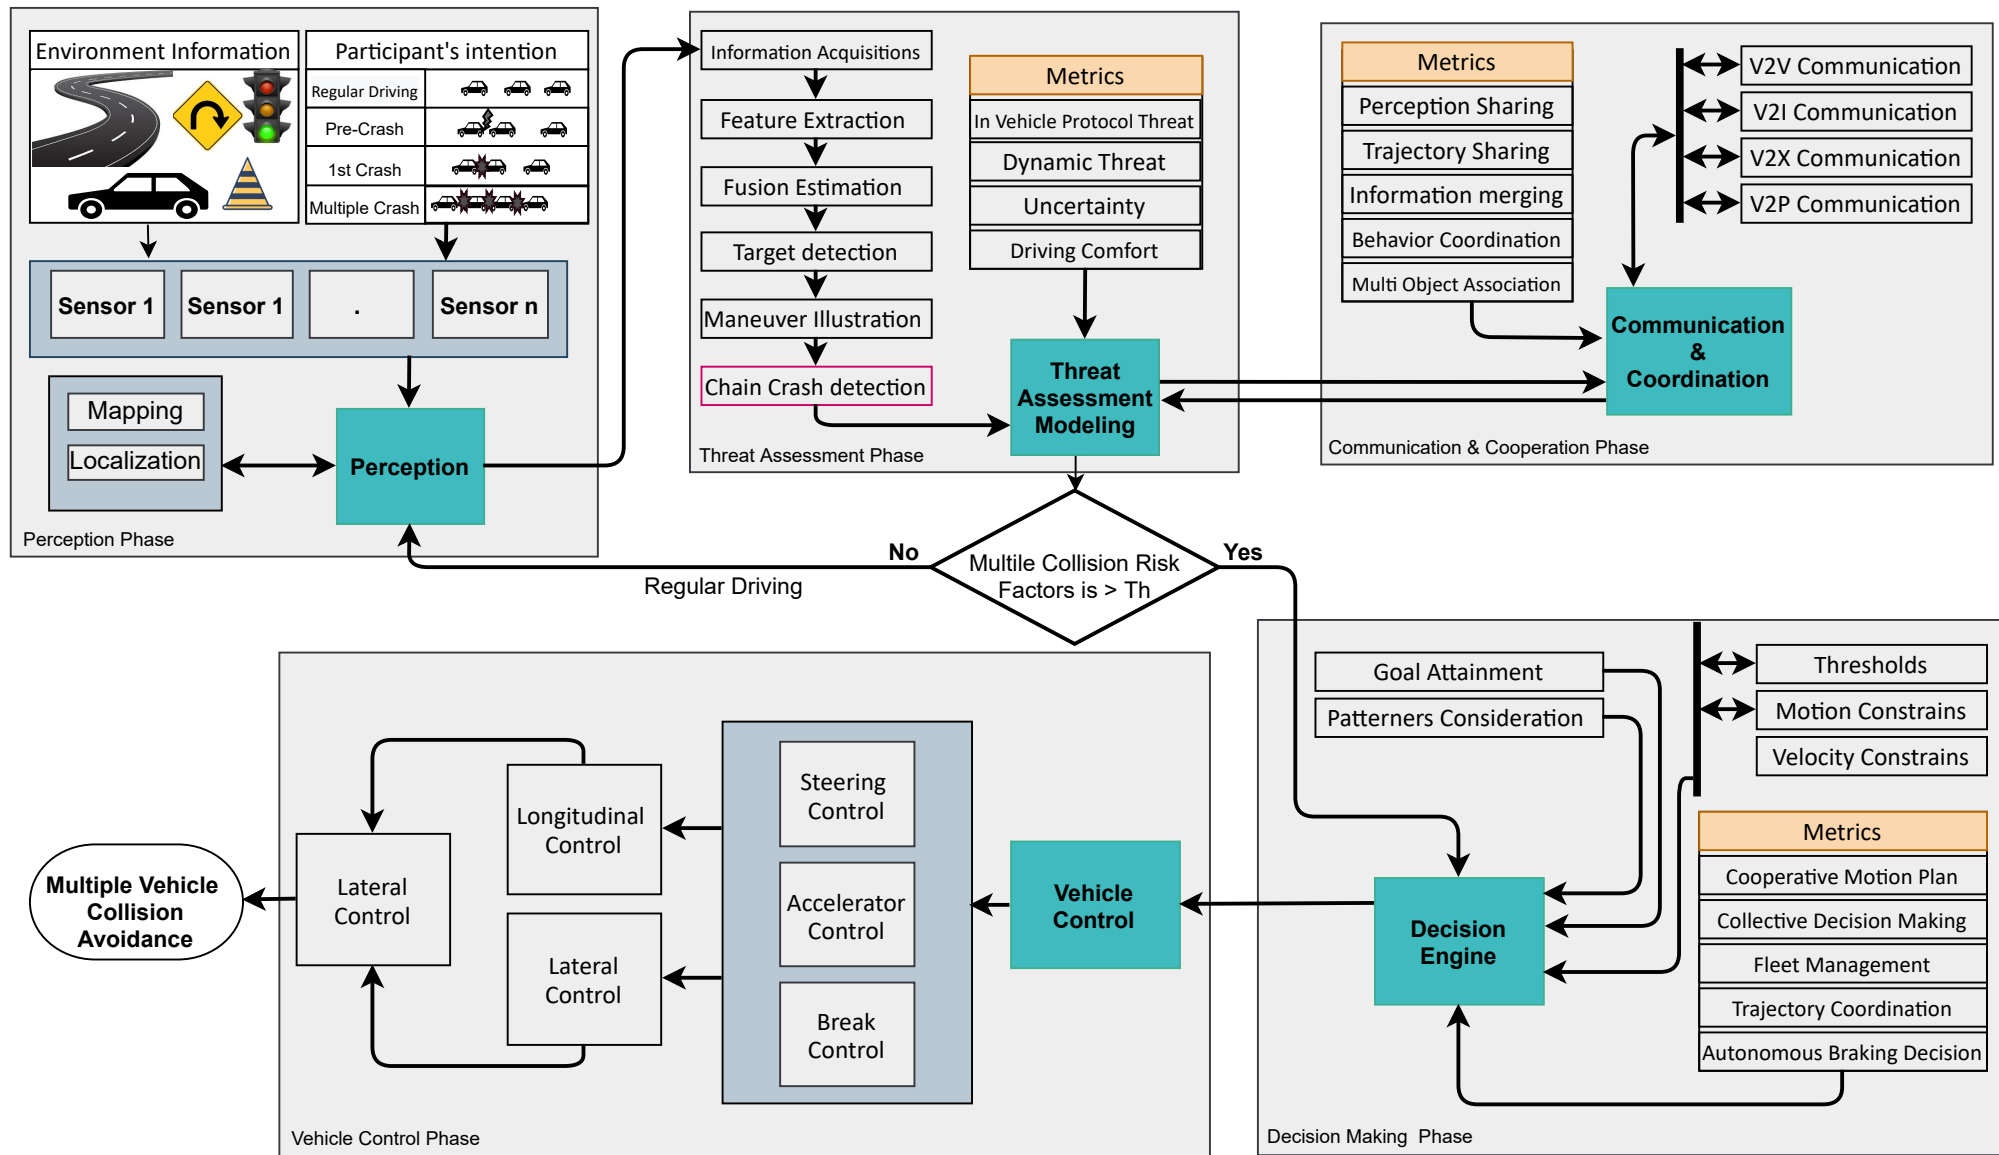 Environment Information
Participant's intention
Regular Driving
Pre-Crash
1st Crash
Multiple Crash
Sensor 1
Sensor 1
.
Sensor n
Mapping
Localization
Perception
Perception Phase
Information Acquisitions
Feature Extraction
Fusion Estimation
Target detection
Maneuver Illustration
Chain Crash detection
Metrics
In Vehicle Protocol Threat
Dynamic Threat
Uncertainty
Driving Comfort
Threat
Assessment
Modeling
Threat Assessment Phase
Metrics
Perception Sharing
Trajectory Sharing
Information merging
Behavior Coordination
Multi Object Association
V2V Communication
V2I Communication
V2X Communication
V2P Communication
Communication
&
Coordination
Communication & Cooperation Phase
No
Yes
Multile Collision Risk
Factors is > Th
Regular Driving
Goal Attainment
Patterners Consideration
Thresholds
Motion Constrains
Velocity Constrains
Metrics
Cooperative Motion Plan
Collective Decision Making
Fleet Management
Trajectory Coordination
Autonomous Braking Decision
Decision
Engine
Decision Making  Phase
Vehicle
Control
Steering
Control
Accelerator
Control
Break
Control
Longitudinal
Control
Lateral
Control
Lateral
Control
Vehicle Control Phase
Multiple Vehicle
Collision
Avoidance